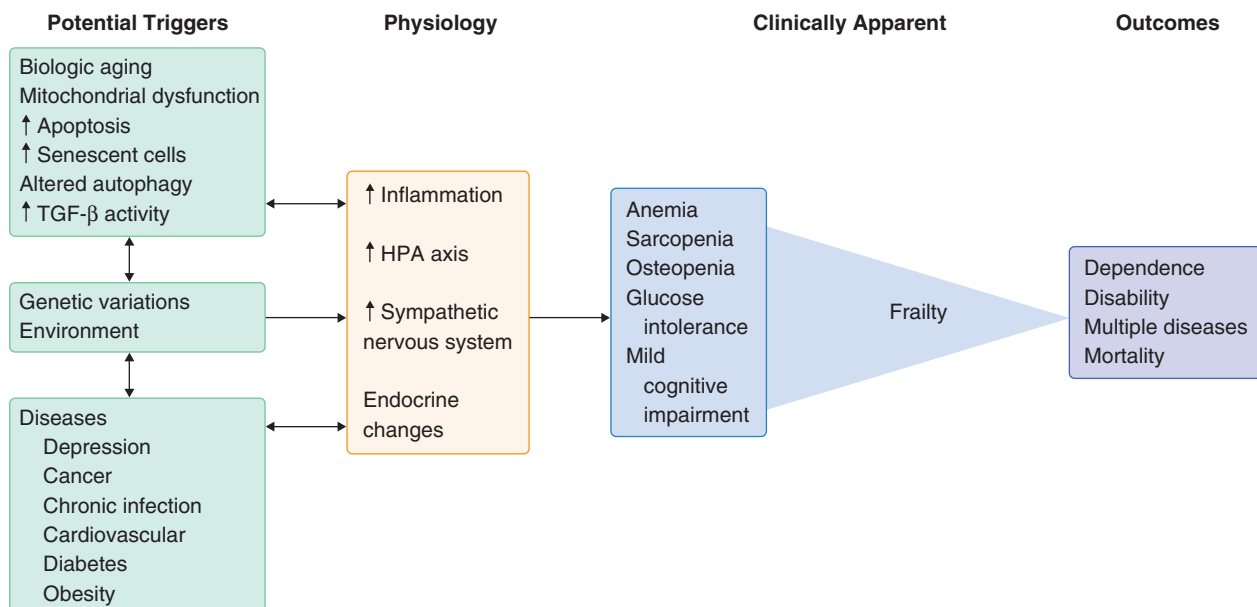 Potential Triggers
Physiology
Clinically Apparent
Outcomes
Biologic aging
Mitochondrial dysfunction
↑ Apoptosis
↑ Senescent cells
Altered autophagy
↑ TGF-β activity
Genetic variations
Environment
Diseases
Depression
Cancer
Chronic infection
Cardiovascular
Diabetes
Obesity
↑ Inflammation
↑ HPA axis
↑ Sympathetic
nervous system
Endocrine
changes
Anemia
Sarcopenia
Osteopenia
Glucose
intolerance
Mild
cognitive
impairment
Frailty
Dependence
Disability
Multiple diseases
Mortality